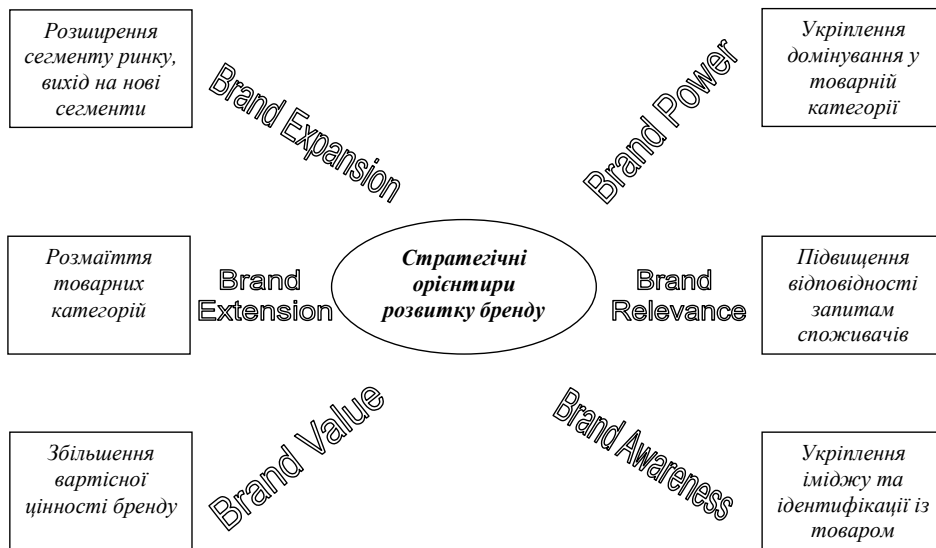 Розширення
сегменту ринку,
вихід на нові
сегменти
Brand Expansion
Brand Power
Укріплення
домінування у
товарній
категорії
Розмаїття
товарних
категорій
Brand
Extension
Стратегічні
орієнтири
розвитку бренду
Brand
Relevance
Підвищення
відповідності
запитам
споживачів
Збільшення
вартісної
цінності бренду
Brand Value
Brand Awareness
Укріплення
іміджу та
ідентифікації із
товаром